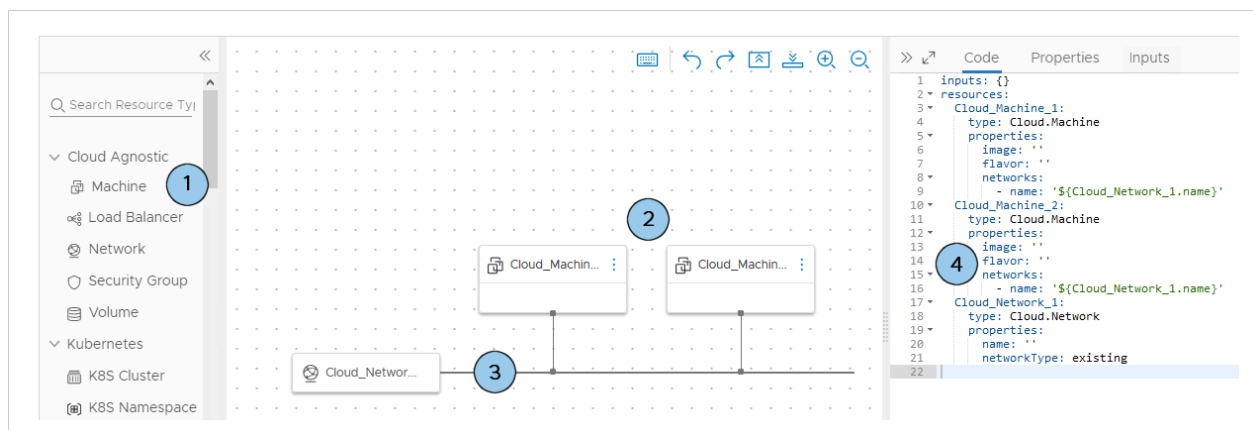 Search Resource Ty
Cloud Agnostic
Machine
1
Load Balancer
Network
Security Group
Volume
Kubernetes
K8S Cluster
K8S Namespace
2
Cloud_Machin...
Cloud_Machin...
Cloud_Networ...
3
Code Properties Inputs
1 inputs: {}
2 resources:
3 Cloud_Machine_1:
4 type: Cloud.Machine
5 properties:
6 image: ''
7 flavor: ''
8 networks:
9 - name: '${Cloud_Network_1.name}'
10 Cloud_Machine_2:
11 type: Cloud.Machine
12 properties:
13 image: ''
14 flavor: ''
4
15 networks:
16 - name: '${Cloud_Network_1.name}'
17 Cloud_Network_1:
18 type: Cloud.Network
19 properties:
20 name: ''
21 networkType: existing
22